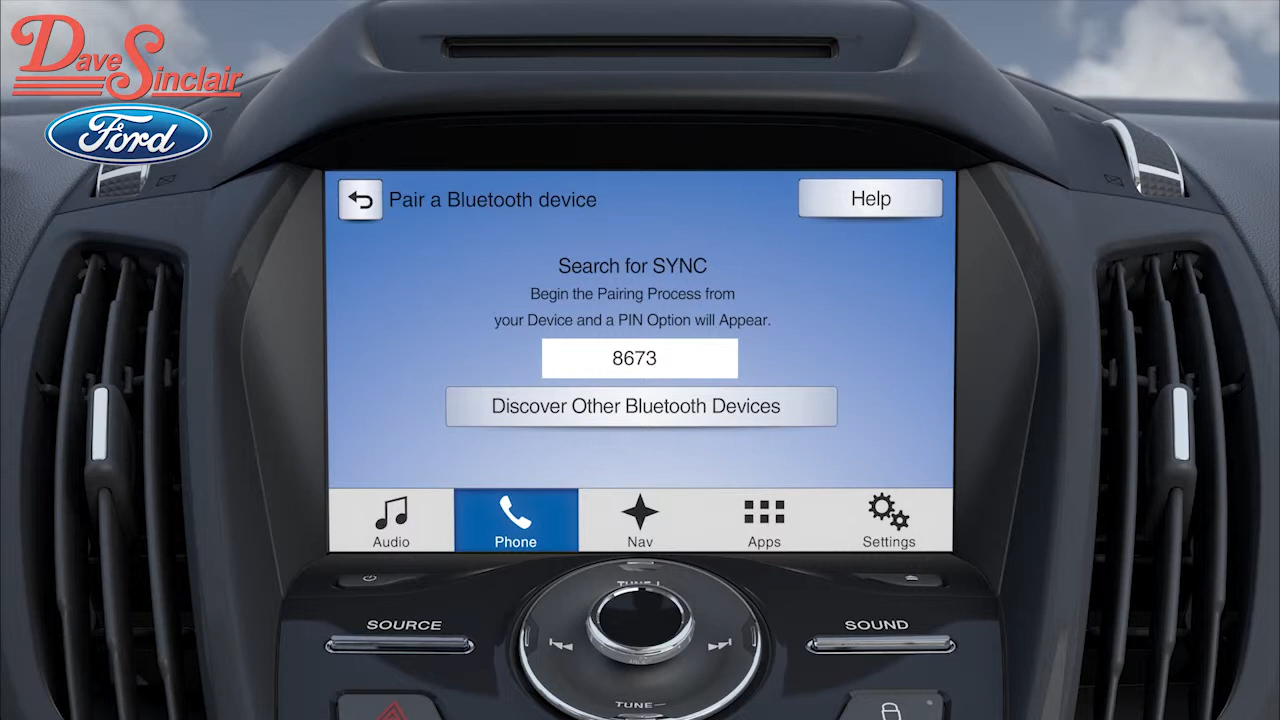 Dave
Sinclair
Ford
Pair a Bluetooth device
Help
Search for SYNC
Begin the Pairing Process from
your Device and a PIN Option will Appear.
8673
Discover Other Bluetooth Devices
Audio
Phone
Nav
Apps
Settings
SOURCE
SOUND
TUNE
TUNE—